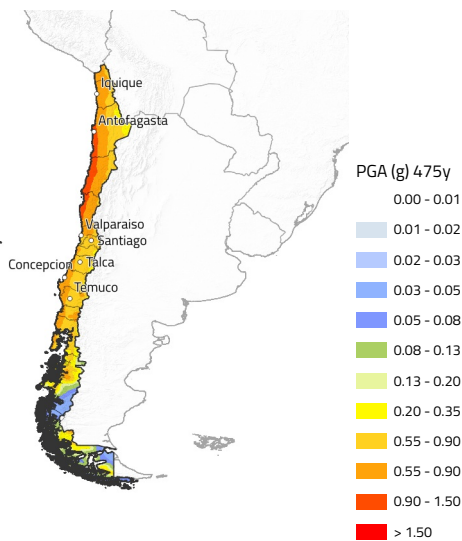 Iquique
Antofagasta
Valparaiso
Santiago
Concepcion
Talca
Temuco
PGA (g) 475y
0.00 - 0.01
0.01 - 0.02
0.02 - 0.03
0.03 - 0.05
0.05 - 0.08
0.08 - 0.13
0.13 - 0.20
0.20 - 0.35
0.55 - 0.90
0.55 - 0.90
0.90 - 1.50
> 1.50